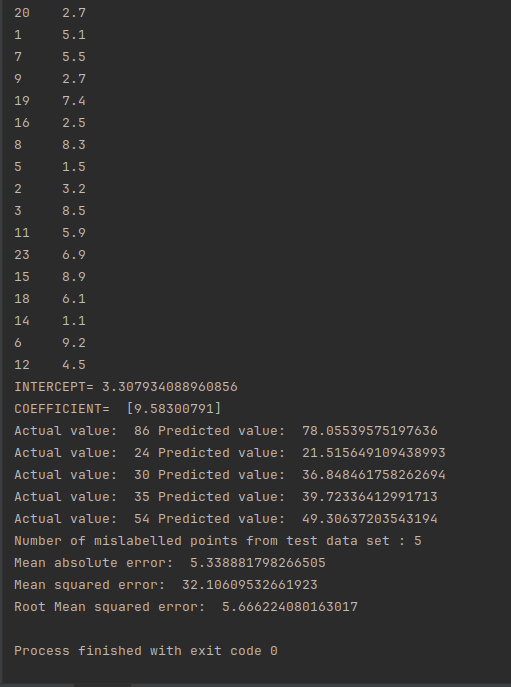 20    2.7
1     5.1
7     5.5
9     2.7
19    7.4
16    2.5
8     8.3
5     1.5
2     3.2
3     8.5
11    5.9
23    6.9
15    8.9
18    6.1
14    1.1
6     9.2
12    4.5
INTERCEPT= 3.307934088960856
COEFFICIENT=  [9.58300791]
Actual value:  86 Predicted value:  78.05539575197636
Actual value:  24 Predicted value:  21.515649109438993
Actual value:  30 Predicted value:  36.848461758262694
Actual value:  35 Predicted value:  39.72336412991713
Actual value:  54 Predicted value:  49.30637203543194
Number of mislabelled points from test data set : 5
Mean absolute error:  5.338881798266505
Mean squared error:  32.10609532661923
Root Mean squared error:  5.666224080163017
Process finished with exit code 0